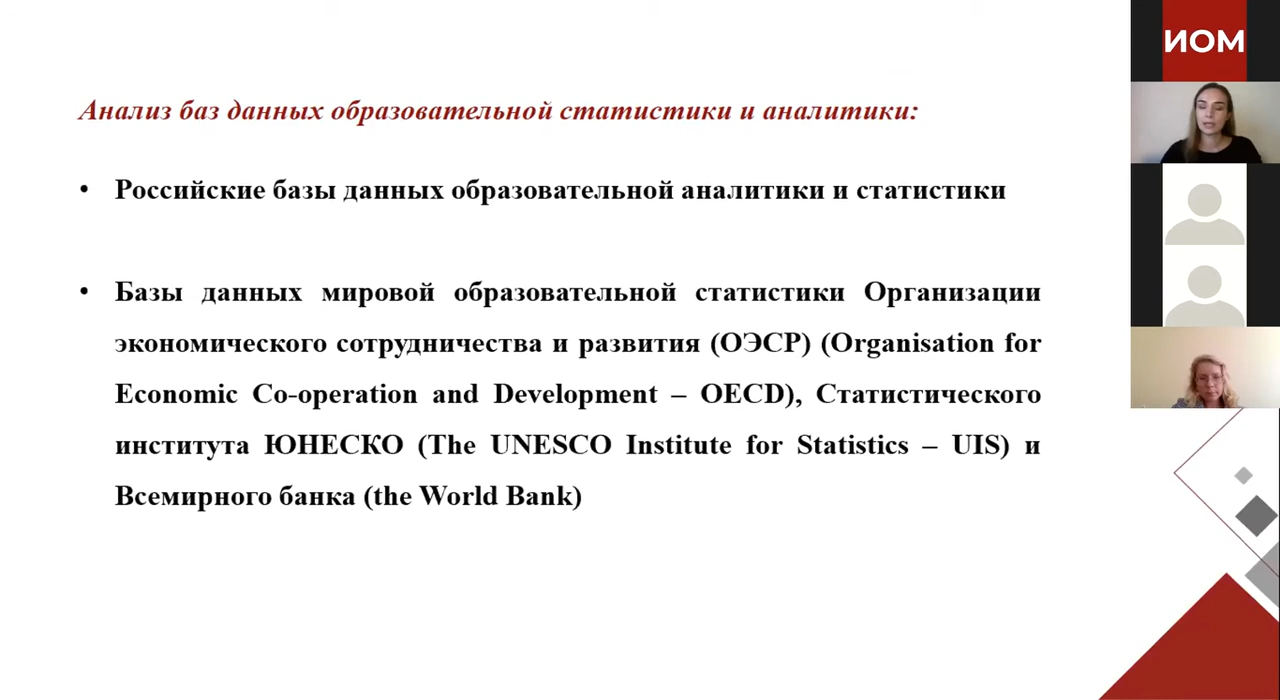 Анализ баз данных образовательной статистики и аналитики:
• Российские базы данных образовательной аналитики и статистики
• Базы данных мировой образовательной статистики Организации
экономического сотрудничества и развития (ОЭСР) (Organisation for
Economic Co-operation and Development – OECD), Статистического
института ЮНЕСКО (The UNESCO Institute for Statistics – UIS) и
Всемирного банка (the World Bank)
ИОМ